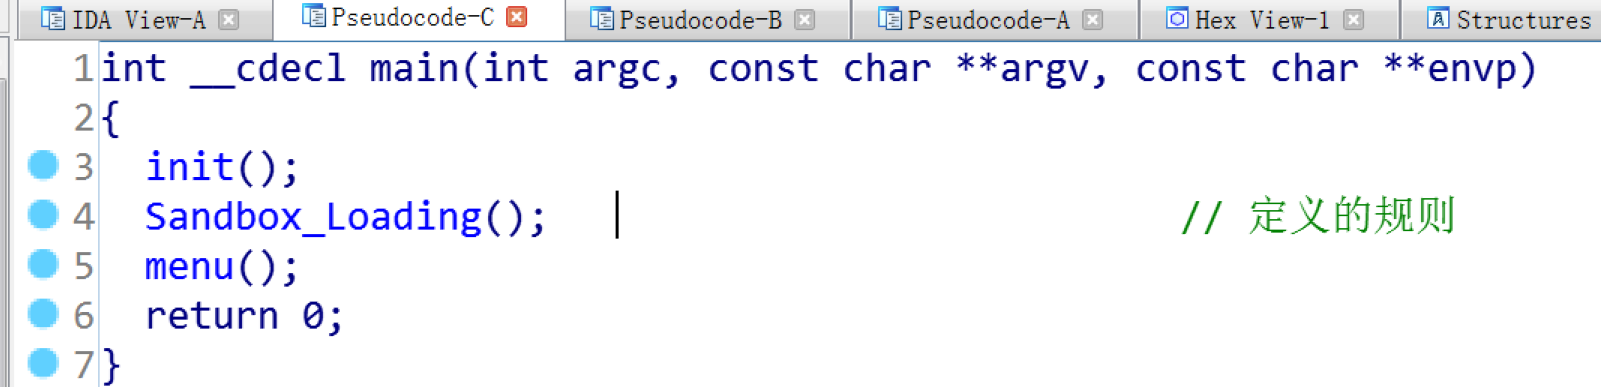 IDA View-A Pseudocode-C Pseudocode-B Pseudocode-A Hex View-1 Structures
1 int __cdecl main(int argc, const char **argv, const char **envp)
2 {
3   init();
4   Sandbox_Loading(); // 定义的规则
5   menu();
6   return 0;
7 }